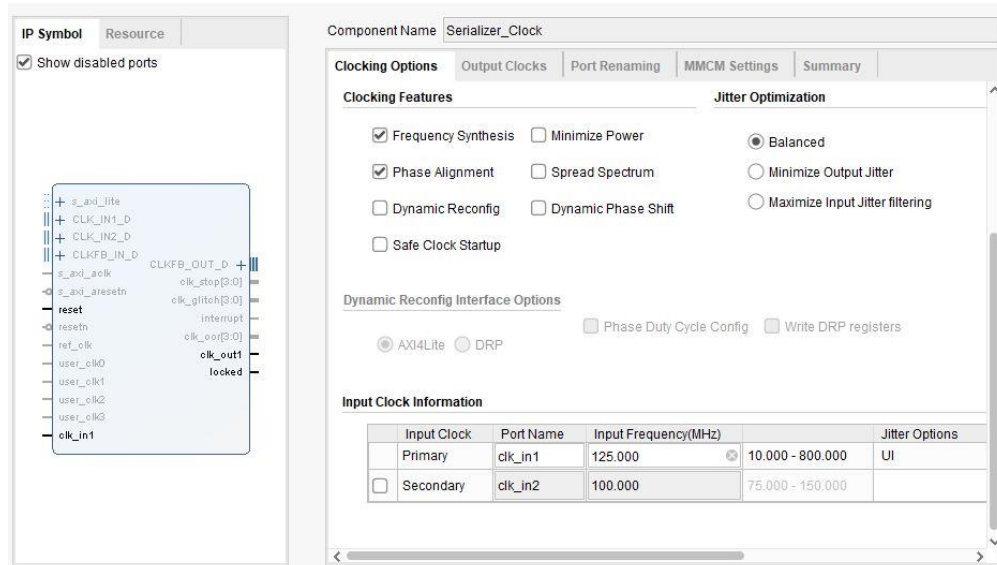 IP Symbol Resource
Show disabled ports
s_axi_lite
CLK_IN1_D
CLK_IN2_D
CLKFB_IN_D
s_axi_aclk
s_axi_aresetn
reset
resetn
ref_clk
user_clk0
user_clk1
user_clk2
user_clk3
clk_in1
CLKFB_OUT_D
clk_stop[3:0]
clk_glitch[3:0]
interrupt
clk_oor[3:0]
clk_out1
locked
Component Name Serializer_Clock
Clocking Options Output Clocks Port Renaming MMCM Settings Summary
Clocking Features
Frequency Synthesis Minimize Power
Phase Alignment Spread Spectrum
Dynamic Reconfig Dynamic Phase Shift
Safe Clock Startup
Jitter Optimization
Balanced
Minimize Output Jitter
Maximize Input Jitter filtering
Dynamic Reconfig Interface Options
AXI4Lite DRP
Phase Duty Cycle Config Write DRP registers
Input Clock Information
Input Clock Port Name Input Frequency(MHz) Jitter Options
Primary clk_in1 125.000 10.000 - 800.000 UI
Secondary clk_in2 100.000 75.000 - 150.000